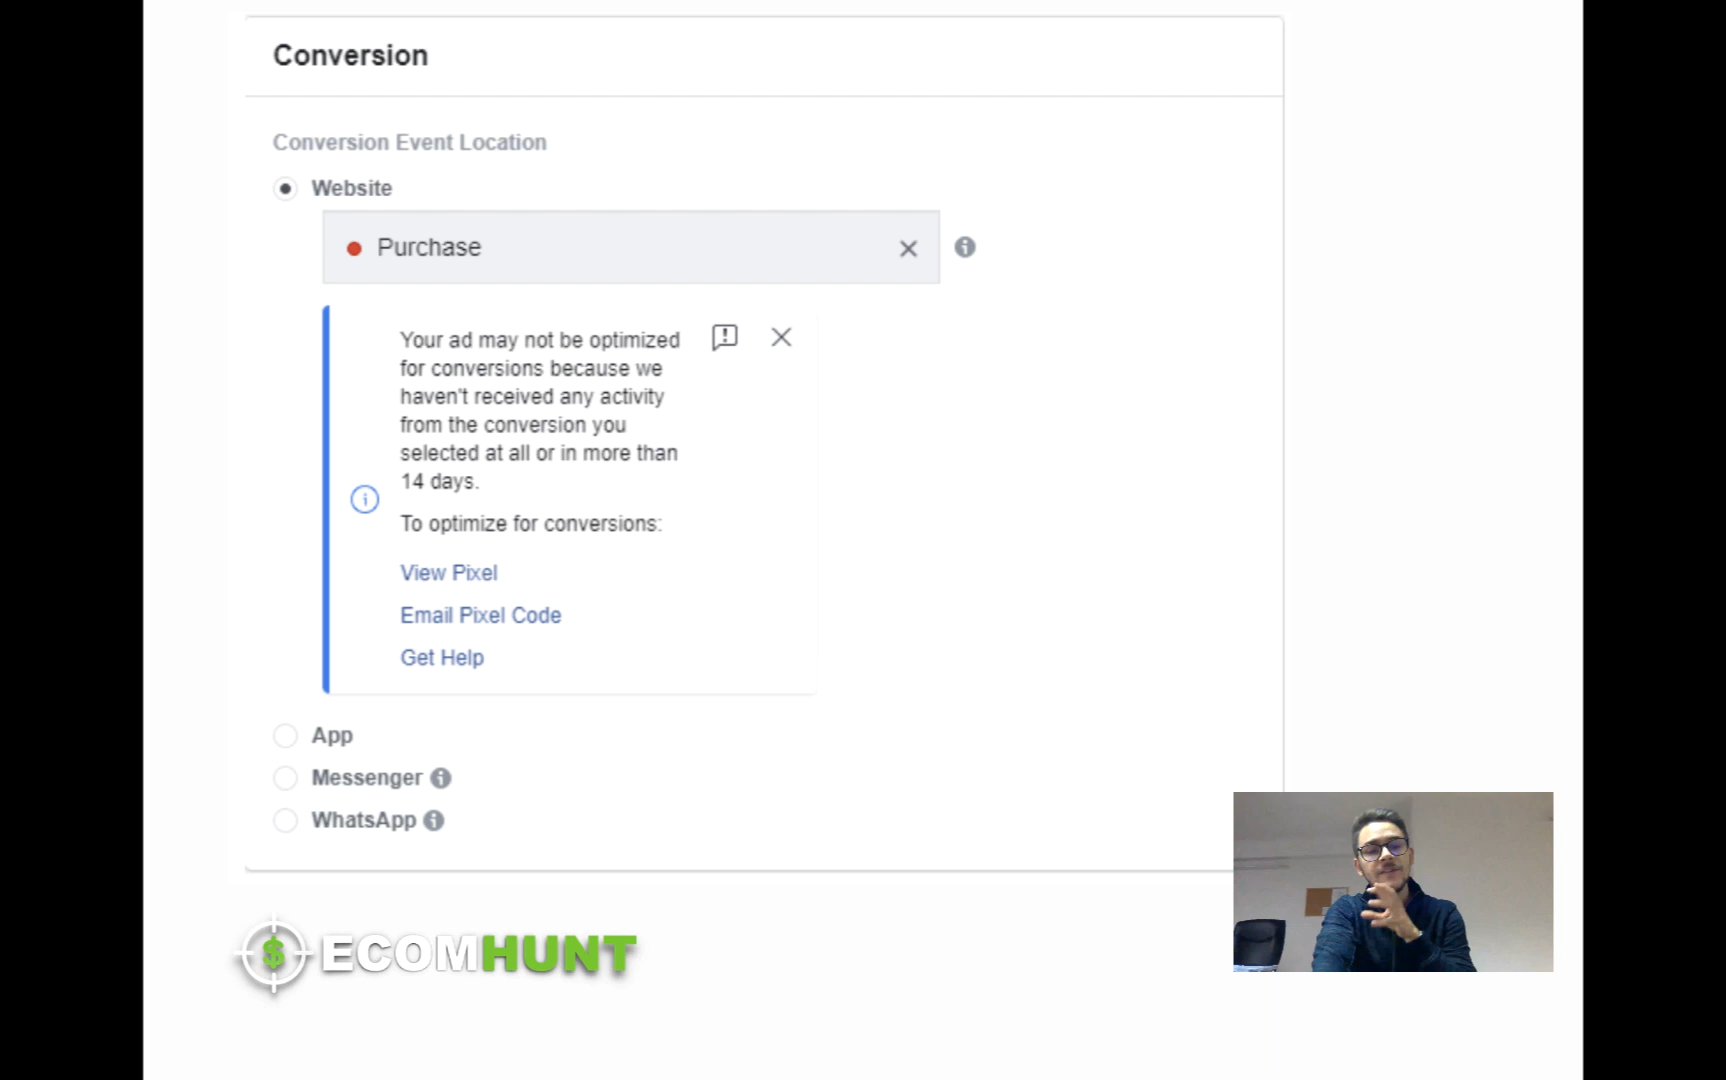 Conversion
Conversion Event Location
Website
Purchase
Your ad may not be optimized
for conversions because we
haven't received any activity
from the conversion you
selected at all or in more than
14 days.
To optimize for conversions:
View Pixel
Email Pixel Code
Get Help
App
Messenger
WhatsApp
$ ECOMHUNT